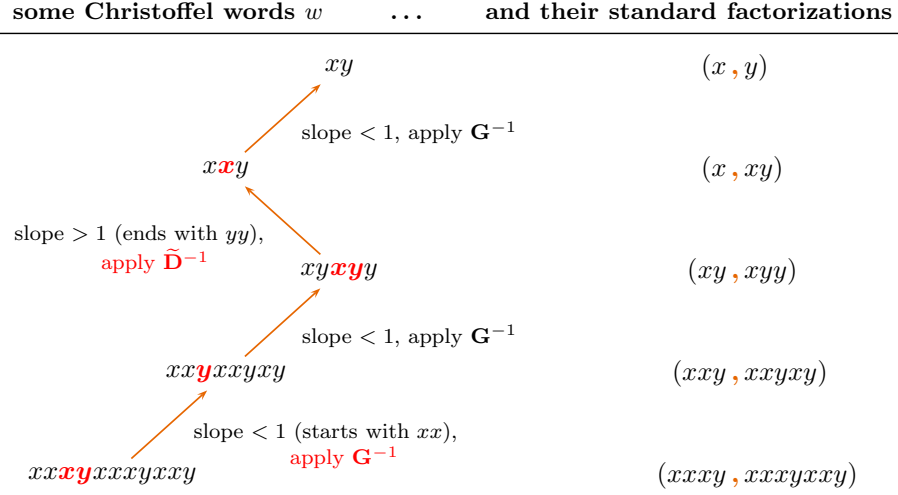 some Christoffel words w ... and their standard factorizations
xy (x , y)
slope < 1, apply G⁻¹
xxy (x , xy)
slope > 1 (ends with yy),
apply D̃⁻¹
xyxyy (xy , xyy)
slope < 1, apply G⁻¹
xxyxxyxy (xxy , xxyxy)
slope < 1 (starts with xx),
apply G⁻¹
xxxyxxxyxxy (xxxy , xxxyxxy)